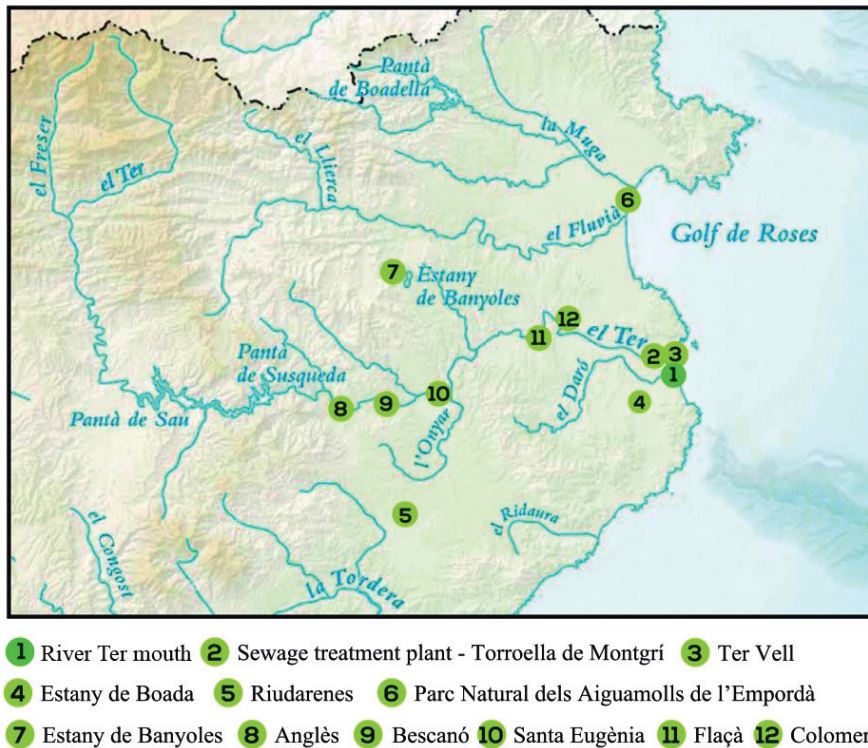 Pantà
de Boadella
la Muga
el Llierca
el Freser
el Ter
6
el Fluvià
Golf de Roses
7
Estany
de Banyoles
12
11
el Ter
2
3
1
Pantà
de Susqueda
10
9
8
4
el Daró
Pantà de Sau
l'Onyar
5
el Ridaura
el Congost
la Tordera
1 River Ter mouth 2 Sewage treatment plant - Torroella de Montgrí 3 Ter Vell
4 Estany de Boada 5 Riudarenes 6 Parc Natural dels Aiguamolls de l'Empordà
7 Estany de Banyoles 8 Anglès 9 Bescanó 10 Santa Eugènia 11 Flaçà 12 Colomer